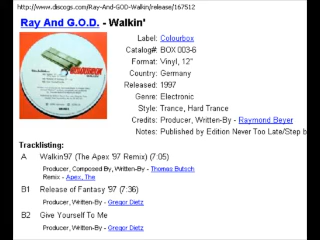 http://www.discogs.com/Ray-And-GOD-Walkin/release/167512
Ray And G.O.D. - Walkin'
Label: Colourbox
Catalog#: BOX 003-6
Format: Vinyl, 12"
Country: Germany
Released: 1997
Genre: Electronic
Style: Trance, Hard Trance
Credits: Producer, Written-By - Raymond Beyer
Notes: Published by Edition Never Too Late/Step b
Tracklisting:
A Walkin'97 (The Apex '97 Remix) (7:05)
Producer, Composed By, Written-By - Thomas Butsch
Remix - Apex, The
B1 Release of Fantasy '97 (7:36)
Producer, Written-By - Gregor Dietz
B2 Give Yourself To Me
Producer, Written-By - Gregor Dietz